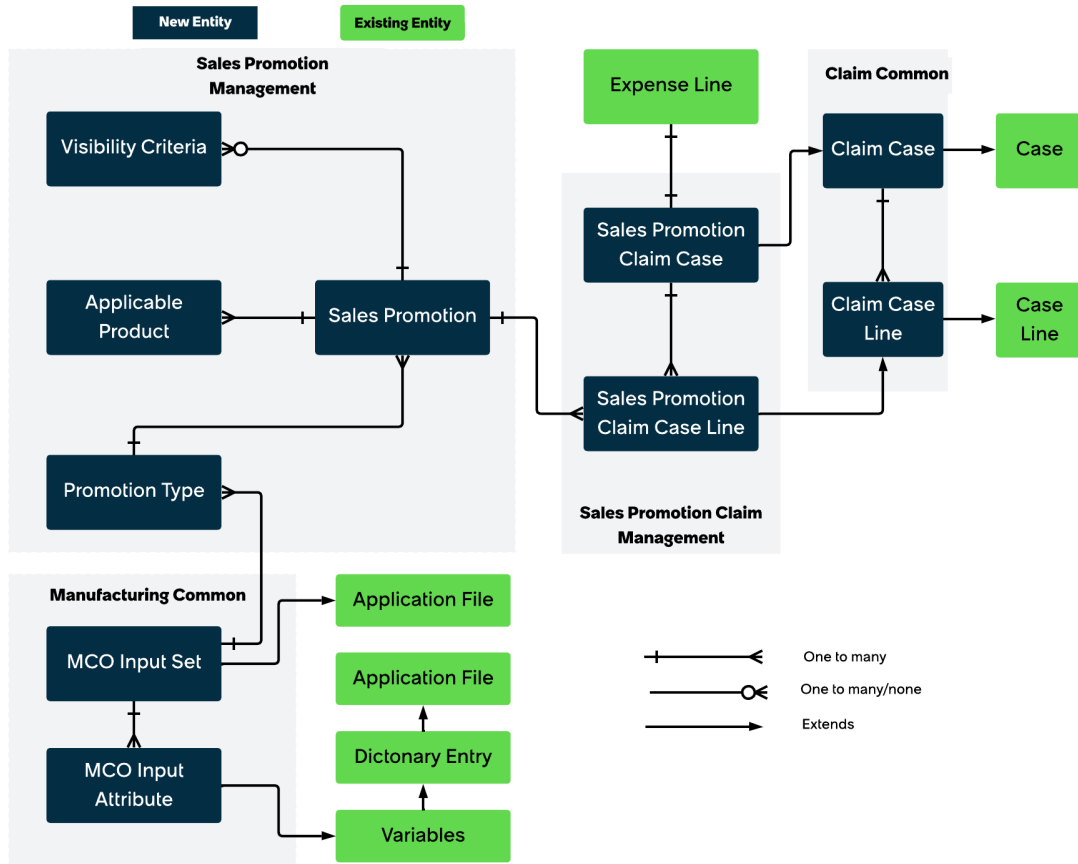 New Entity
Existing Entity
Sales Promotion
Management
Visibility Criteria
Applicable
Product
Sales Promotion
Promotion Type
Expense Line
Sales Promotion
Claim Case
Sales Promotion
Claim Case Line
Sales Promotion Claim
Management
Claim Common
Claim Case
Case
Claim Case
Line
Case
Line
Manufacturing Common
MCO Input Set
MCO Input
Attribute
Application File
Application File
Dictonary Entry
Variables
One to many
One to many/none
Extends